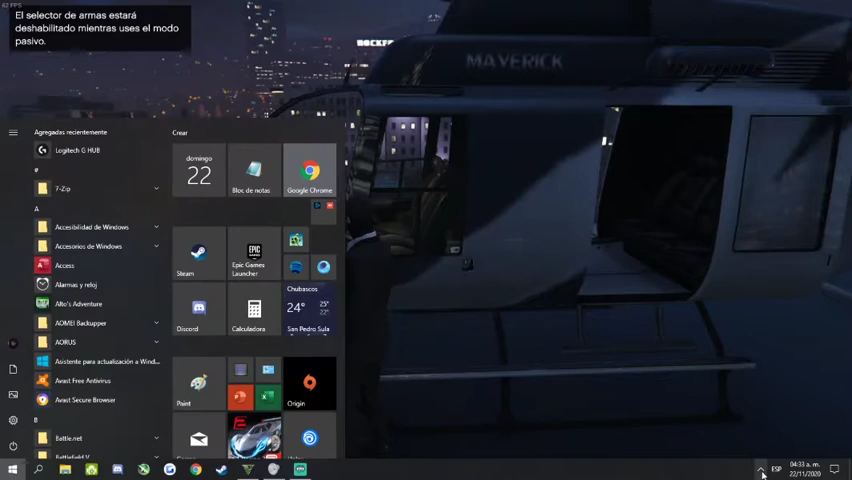 62 FPS
El selector de armas estará
deshabilitado mientras uses el modo
pasivo.
MAVERICK
Agregadas recientemente
Logitech G HUB
#
7-Zip
A
Accesibilidad de Windows
Accesorios de Windows
Access
Alarmas y reloj
Alto's Adventure
AOMEI Backupper
AORUS
Asistente para actualización a Wind...
Avast Free Antivirus
Avast Secure Browser
B
Battle.net
Battlefield V
Crear
domingo
22
Bloc de notas
Google Chrome
Steam
Epic Games
Launcher
Discord
Calculadora
Chubascos
24°
25°
22°
San Pedro Sula
Paint
Origin
ESP
04:33 a. m.
22/11/2020